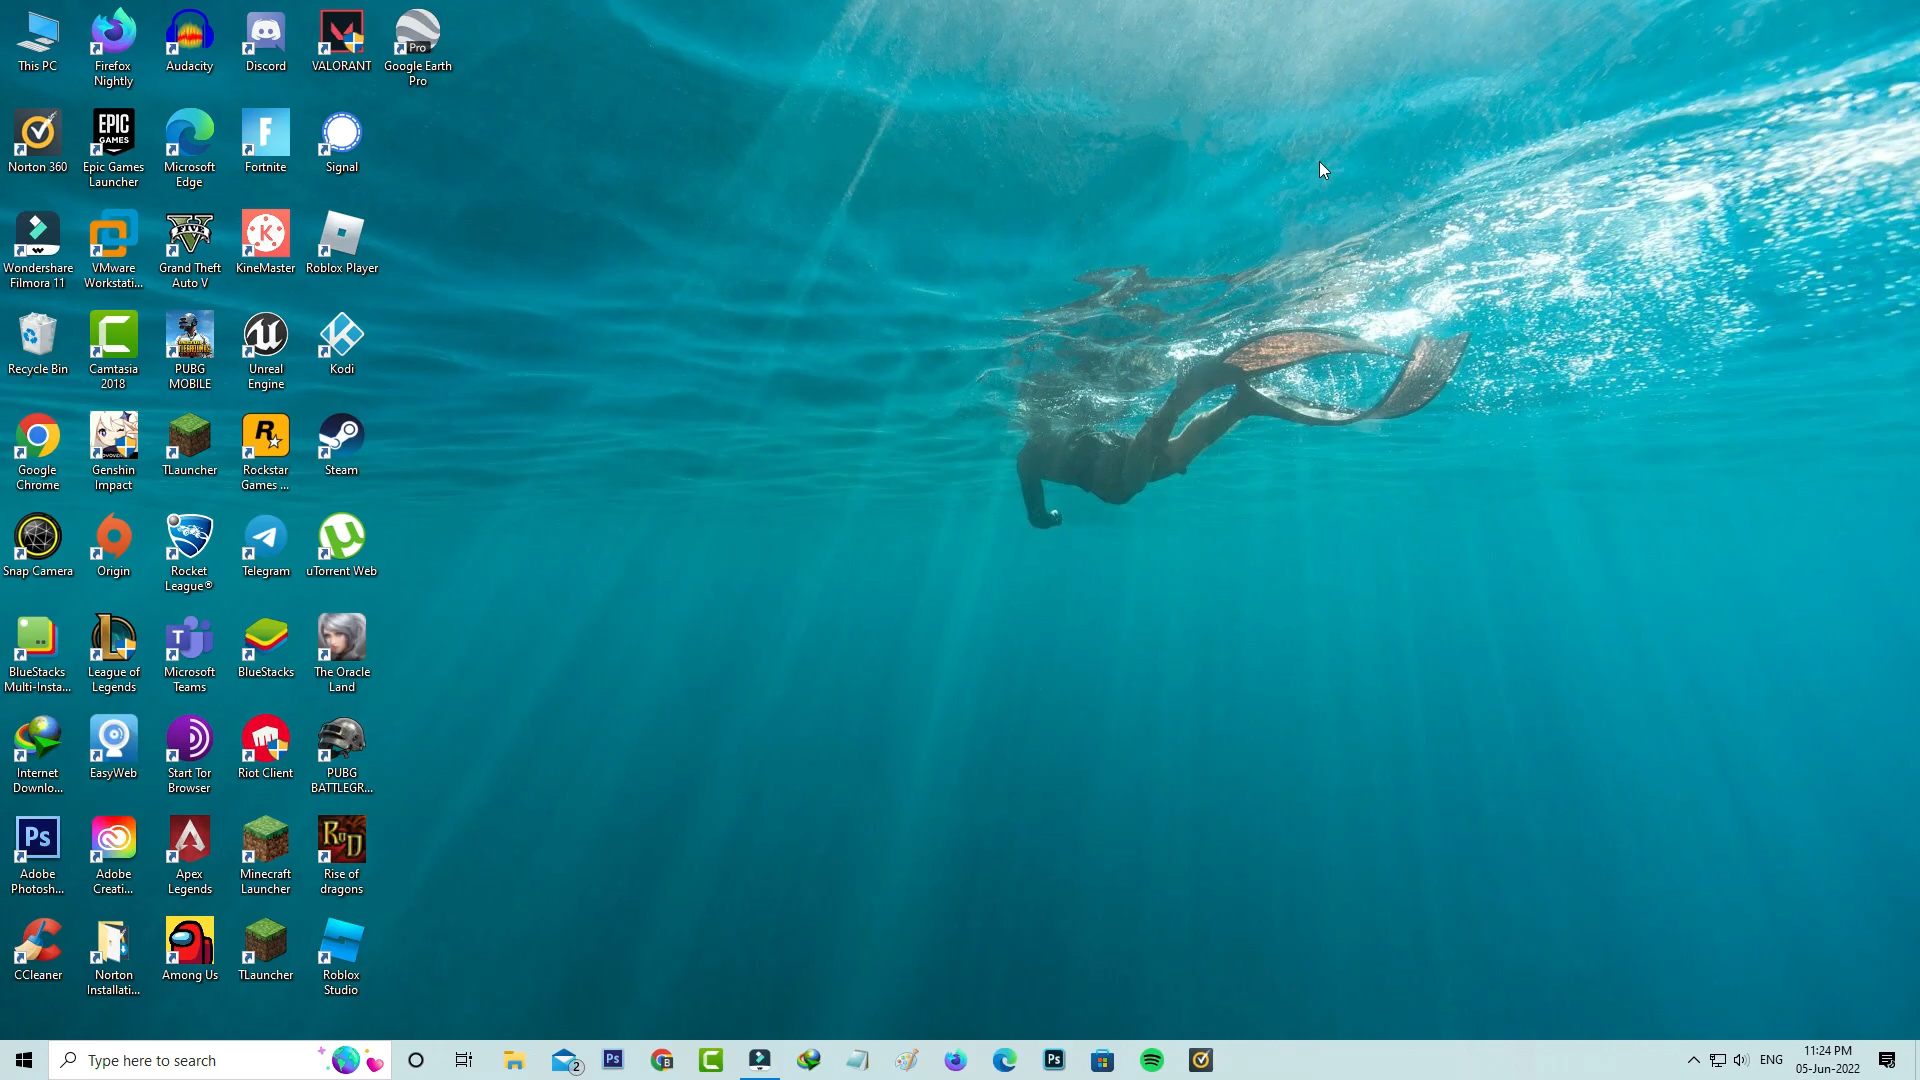 This PC
Firefox
Nightly
Audacity
Discord
VALORANT
Pro
Google Earth
Pro
Norton 360
EPIC
GAMES
Epic Games
Launcher
Microsoft
Edge
F
Fortnite
Signal
Wondershare
Filmora 11
VMware
Workstati...
FIVE
Grand Theft
Auto V
K
KineMaster
Roblox Player
Recycle Bin
Camtasia
2018
PUBG
MOBILE
Unreal
Engine
Kodi
Google
Chrome
Genshin
Impact
TLauncher
R
Rockstar
Games ...
Steam
Snap Camera
Origin
Rocket
League®
Telegram
µTorrent Web
BlueStacks
Multi-Insta...
League of
Legends
T
Microsoft
Teams
BlueStacks
The Oracle
Land
Internet
Downlo...
EasyWeb
Start Tor
Browser
Riot Client
PUBG
BATTLEGR...
Ps
Adobe
Photosh...
Adobe
Creati...
Apex
Legends
Minecraft
Launcher
RoD
Rise of
dragons
CCleaner
Norton
Installati...
Among Us
TLauncher
Roblox
Studio
Type here to search
2
Ps
B
Ps
ENG
11:24 PM
05-Jun-2022